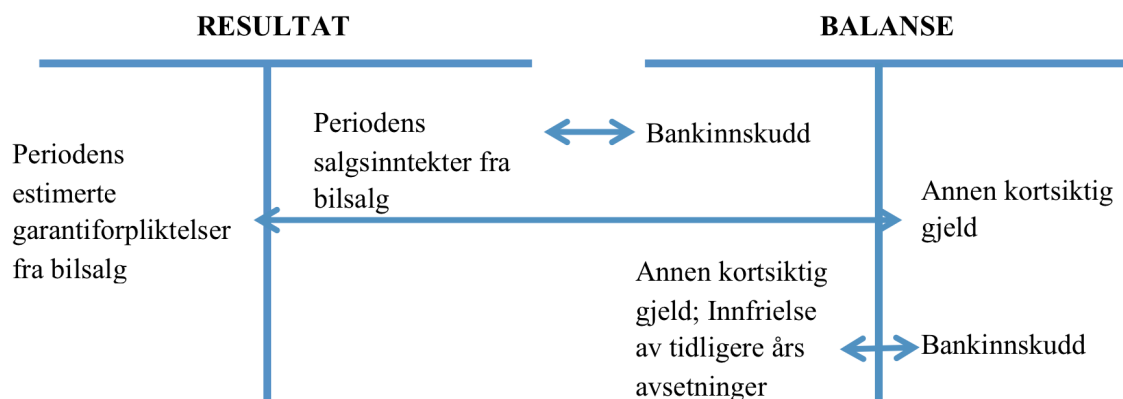 RESULTAT
Periodens
estimerte
garantiforpliktelser
fra bilsalg
Periodens
salgsinntekter fra
bilsalg
BALANSE
Bankinnskudd
Annen kortsiktig
gjeld
Annen kortsiktig
gjeld; Innfrielse
av tidligere års
avsetninger
Bankinnskudd